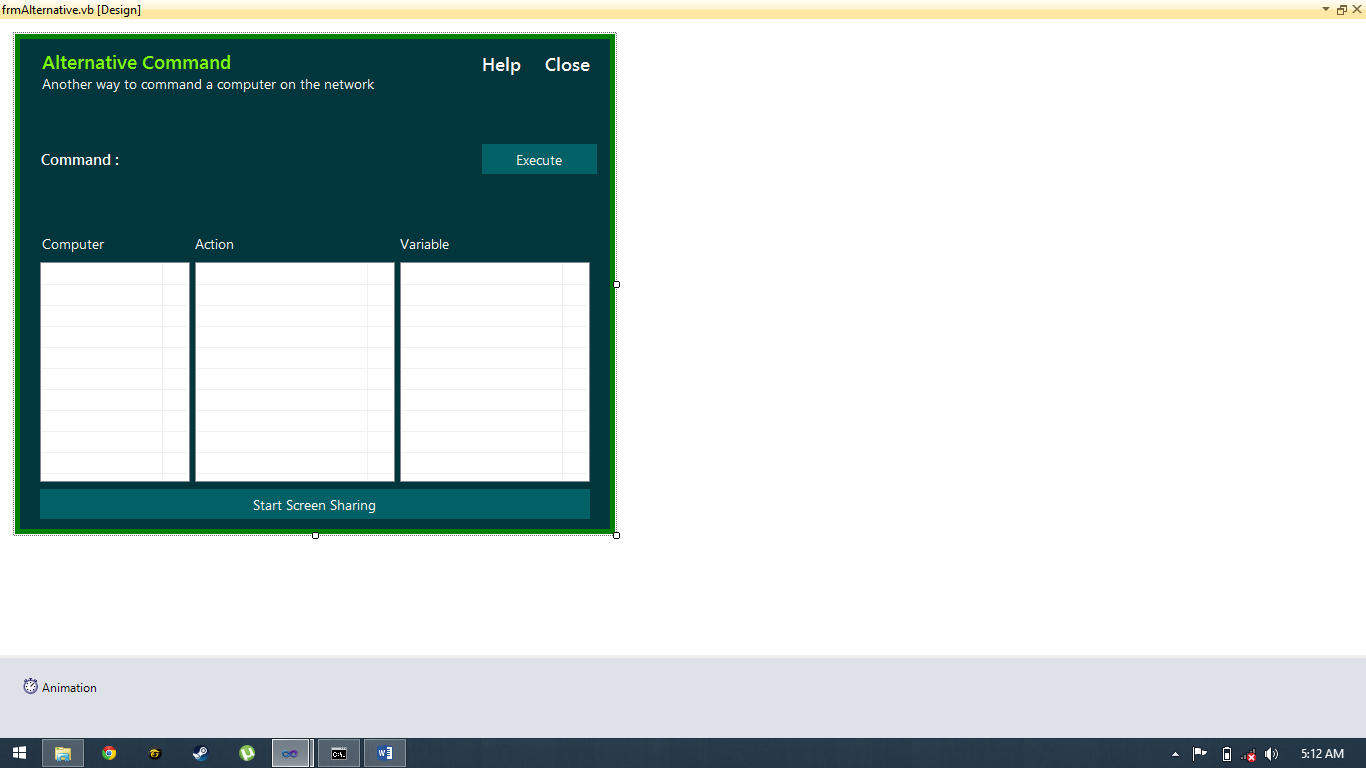 frmAlternative.vb [Design]
Alternative Command
Help Close
Another way to command a computer on the network
Command :
Execute
Computer Action Variable
Start Screen Sharing
Animation
C:\.
5:12 AM